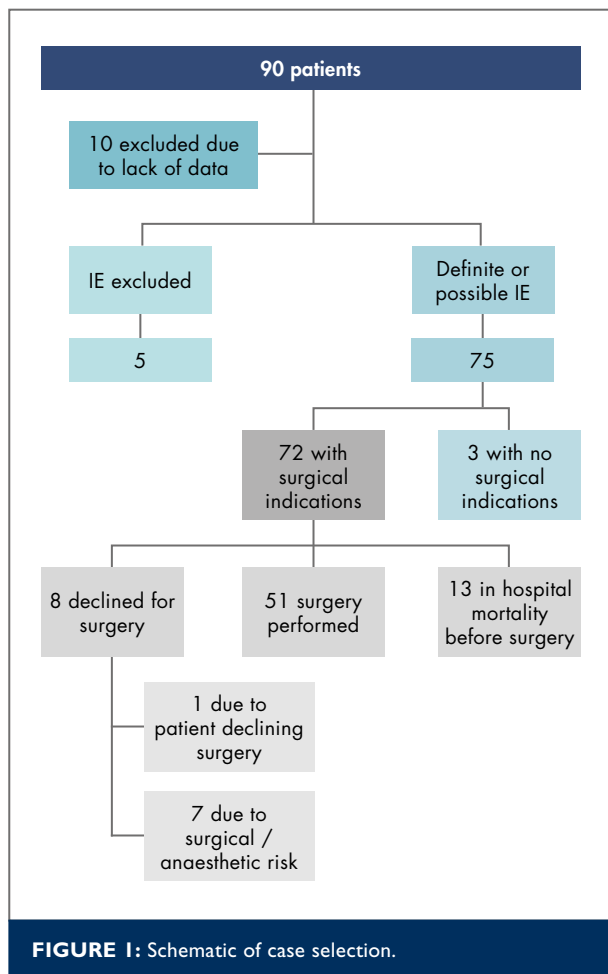 90 patients
10 excluded due
to lack of data
IE excluded
Definite or
possible IE
5
75
72 with
surgical
indications
3 with no
surgical
indications
8 declined for
surgery
51 surgery
performed
13 in hospital
mortality
before surgery
1 due to
patient declining
surgery
7 due to
surgical /
anaesthetic risk
FIGURE 1: Schematic of case selection.